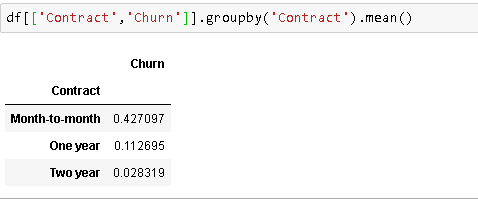 df[['Contract','Churn']].groupby('Contract').mean()
Churn
Contract
Month-to-month 0.427097
One year 0.112695
Two year 0.028319